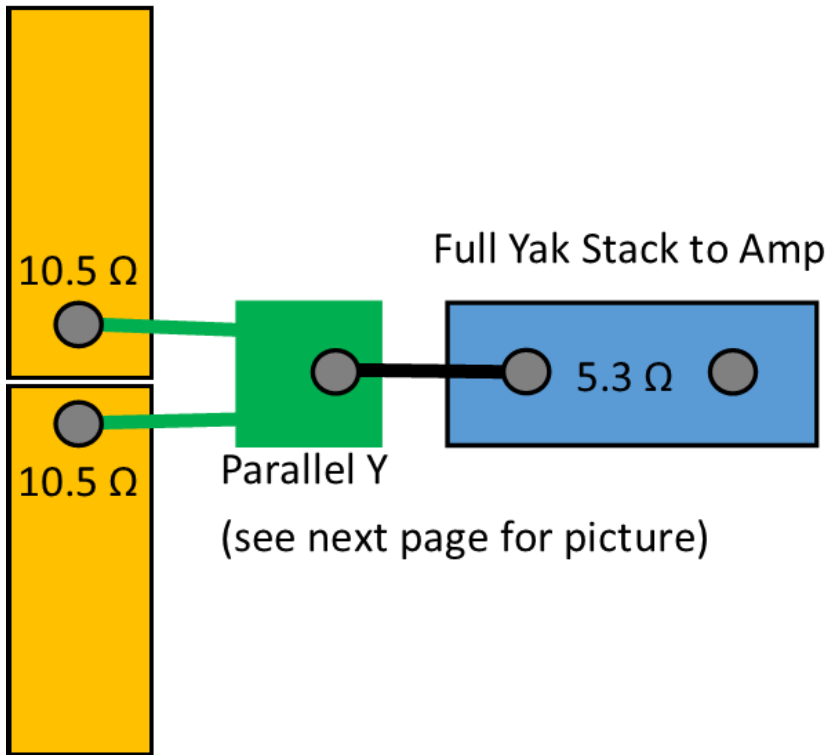 10.5 Ω
10.5 Ω
Parallel Y
(see next page for picture)
Full Yak Stack to Amp
5.3 Ω